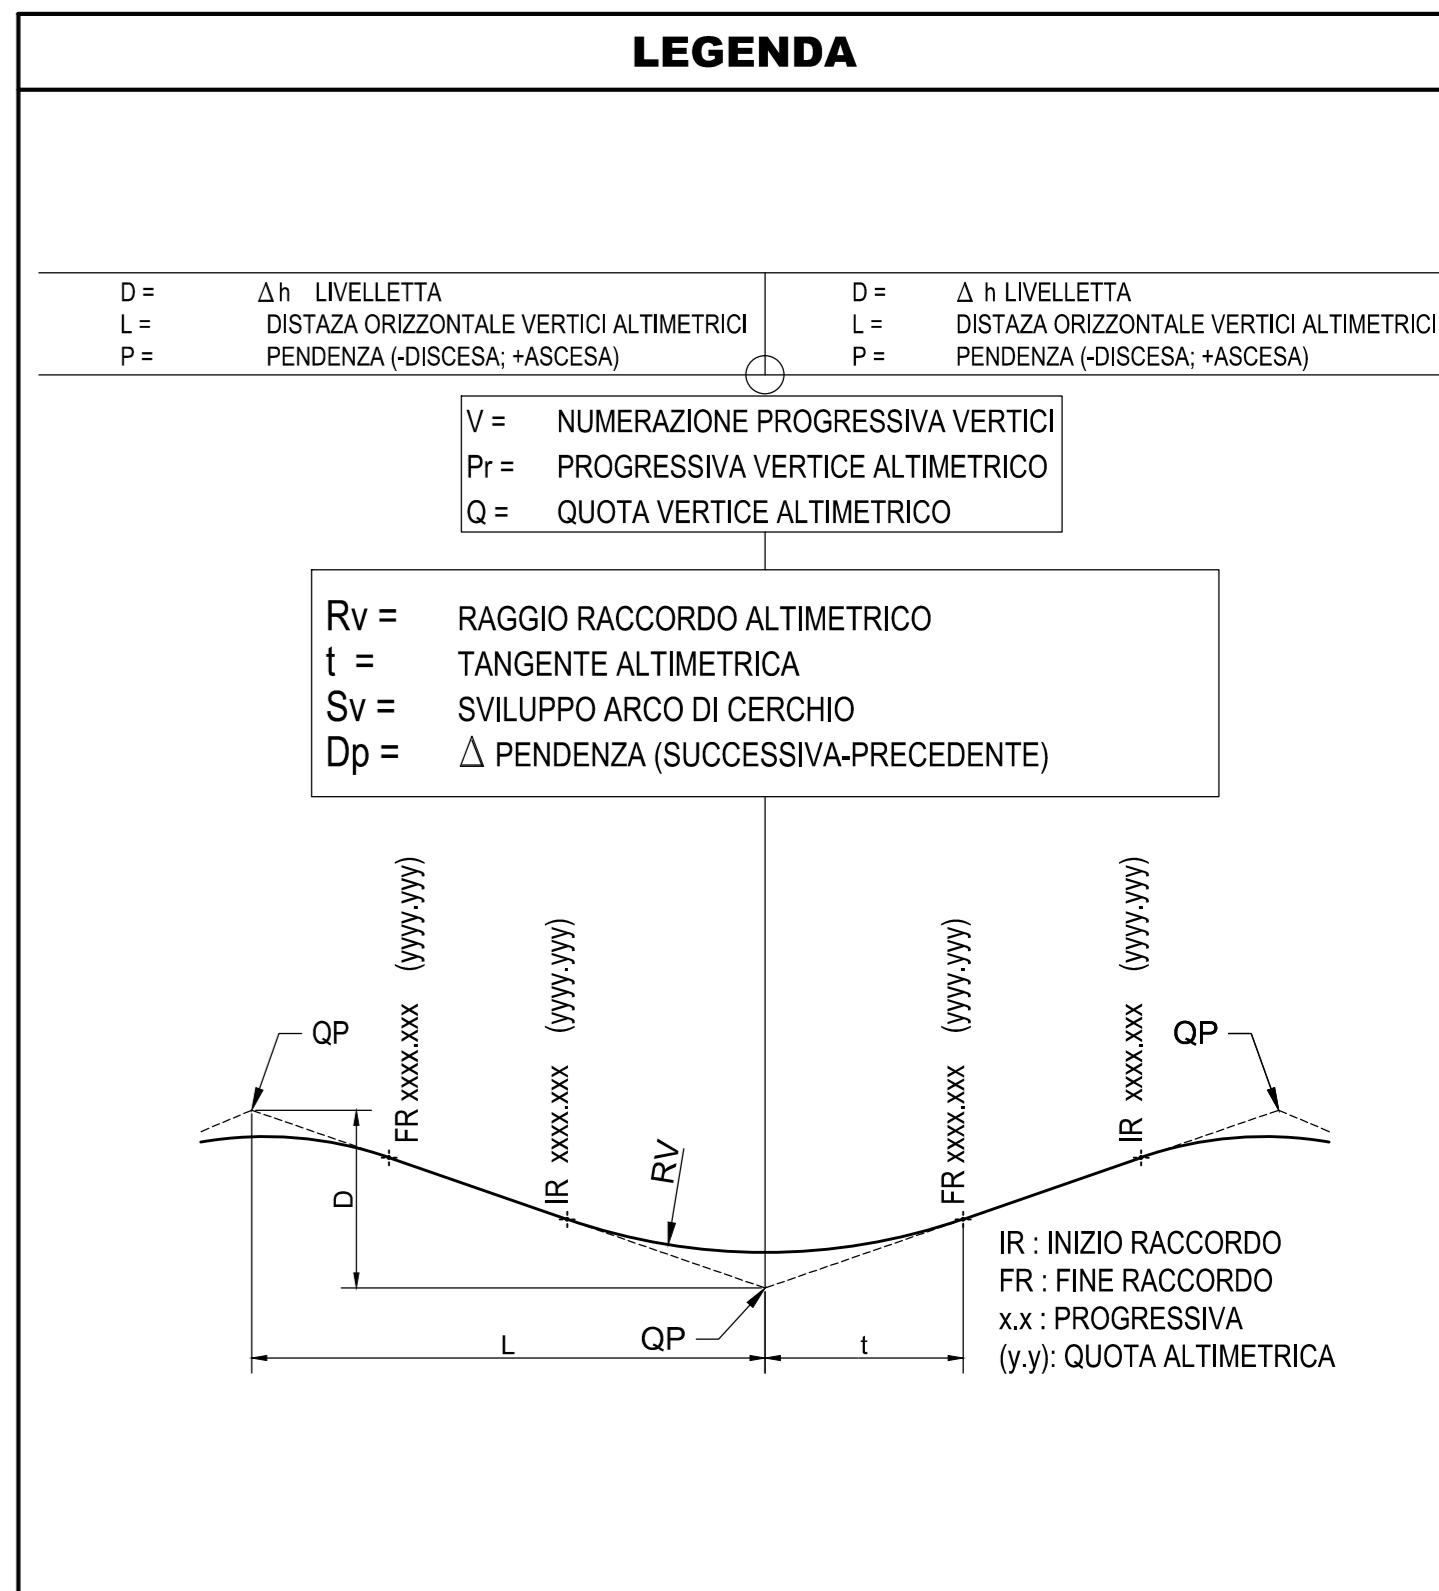 LEGENDA
D = Δ h LIVELLETTA
L = DISTAZA ORIZZONTALE VERTICI ALTIMETRICI
P = PENDENZA (-DISCESA; +ASCESA)
D = Δ h LIVELLETTA
L = DISTAZA ORIZZONTALE VERTICI ALTIMETRICI
P = PENDENZA (-DISCESA; +ASCESA)
V = NUMERAZIONE PROGRESSIVA VERTICI
Pr = PROGRESSIVA VERTICE ALTIMETRICO
Q = QUOTA VERTICE ALTIMETRICO
Rv = RAGGIO RACCORDO ALTIMETRICO
t = TANGENTE ALTIMETRICA
Sv = SVILUPPO ARCO DI CERCHIO
Dp = Δ PENDENZA (SUCCESSIVA-PRECEDENTE)
QP
FR xxxx.xxx (yyyy.yyy)
IR xxxx.xxx (yyyy.yyy)
RV
FR xxxx.xxx (yyyy.yyy)
IR xxxx.xxx (yyyy.yyy)
QP
D
L
QP
t
IR : INIZIO RACCORDO
FR : FINE RACCORDO
x.x : PROGRESSIVA
(y.y): QUOTA ALTIMETRICA